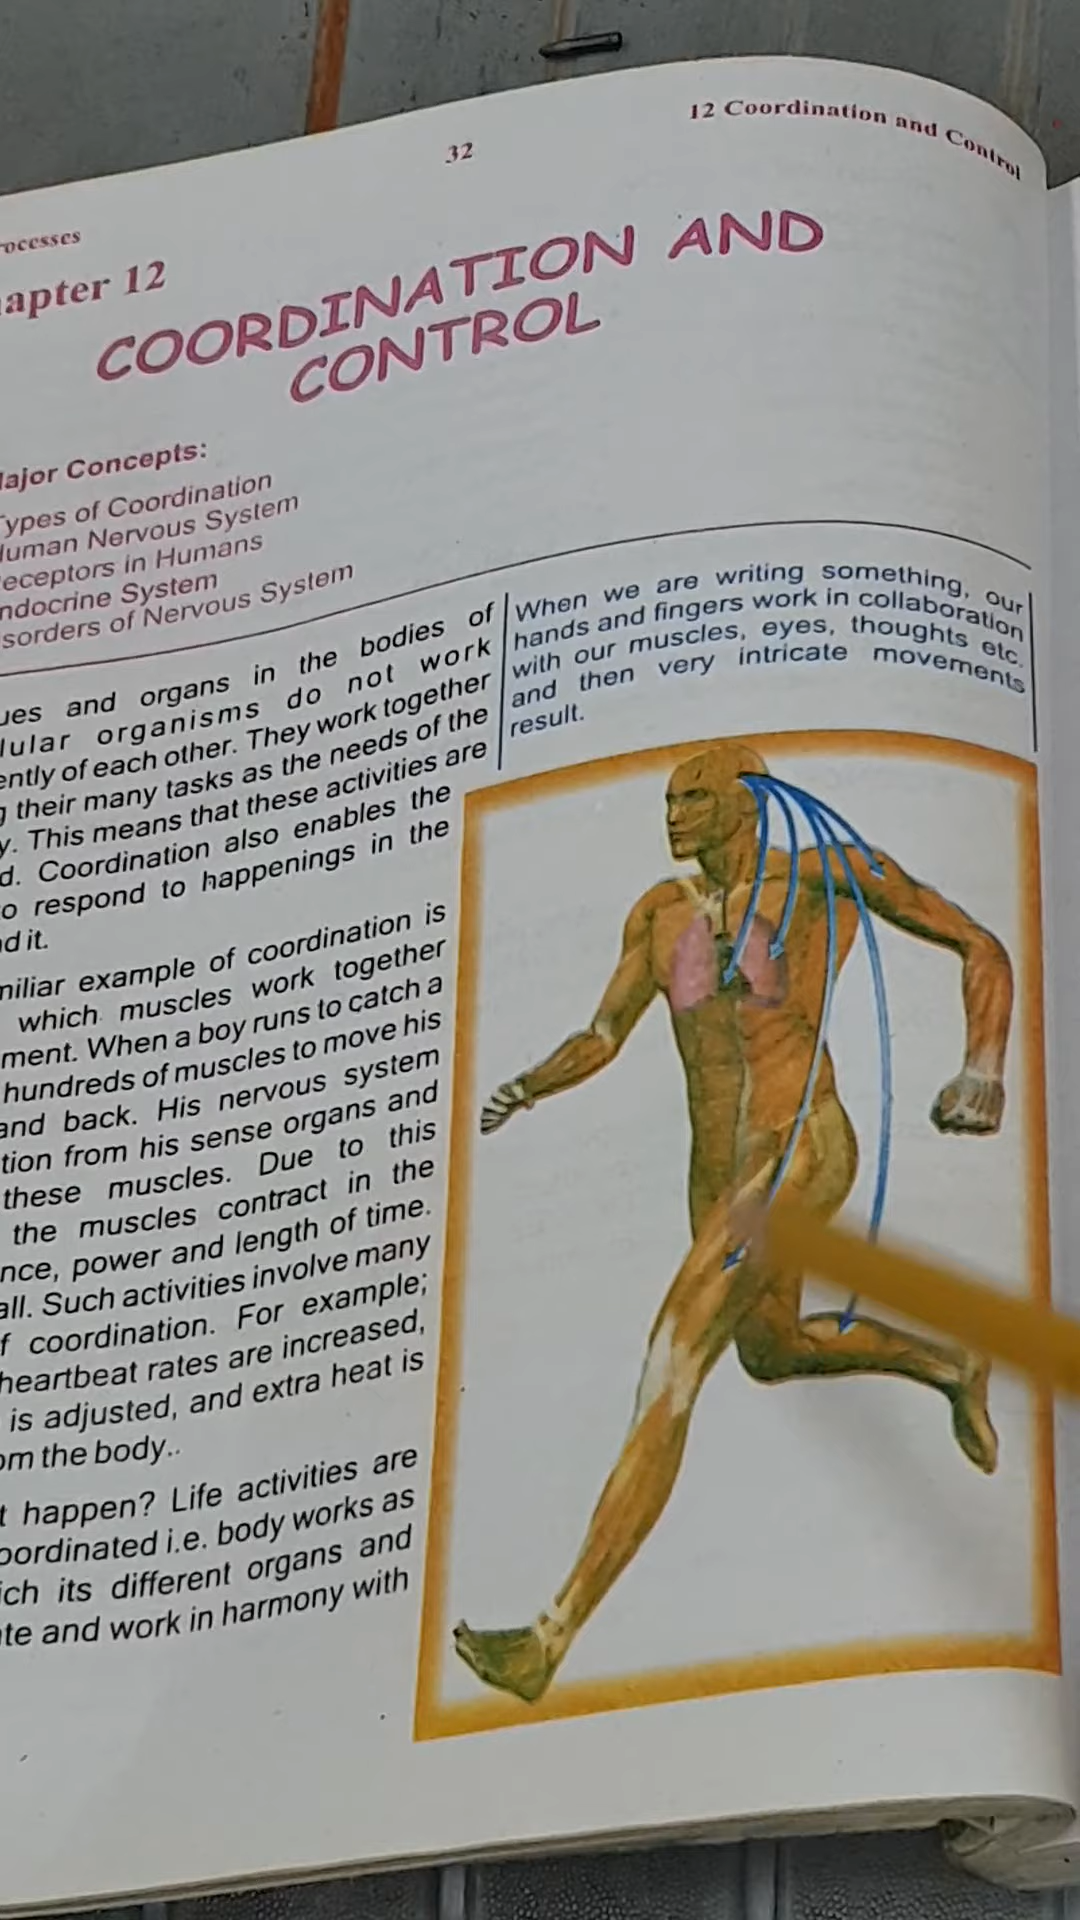 32
12 Coordination and Control
rocesses
apter 12
COORDINATION AND
CONTROL
ajor Concepts:
Types of Coordination
uman Nervous System
eceptors in Humans
ndocrine System
sorders of Nervous System
ues and organs in the bodies of
lular organisms do not work
ently of each other. They work together
g their many tasks as the needs of the
y. This means that these activities are
d. Coordination also enables the
o respond to happenings in the
d it.
niliar example of coordination is
which muscles work together
ment. When a boy runs to catch a
hundreds of muscles to move his
and back. His nervous system
tion from his sense organs and
these muscles. Due to this
the muscles contract in the
nce, power and length of time.
all. Such activities involve many
f coordination. For example;
heartbeat rates are increased,
is adjusted, and extra heat is
om the body..
t happen? Life activities are
oordinated i.e. body works as
ich its different organs and
te and work in harmony with
When we are writing something, our
hands and fingers work in collaboration
with our muscles, eyes, thoughts etc.
and then very intricate movements
result.